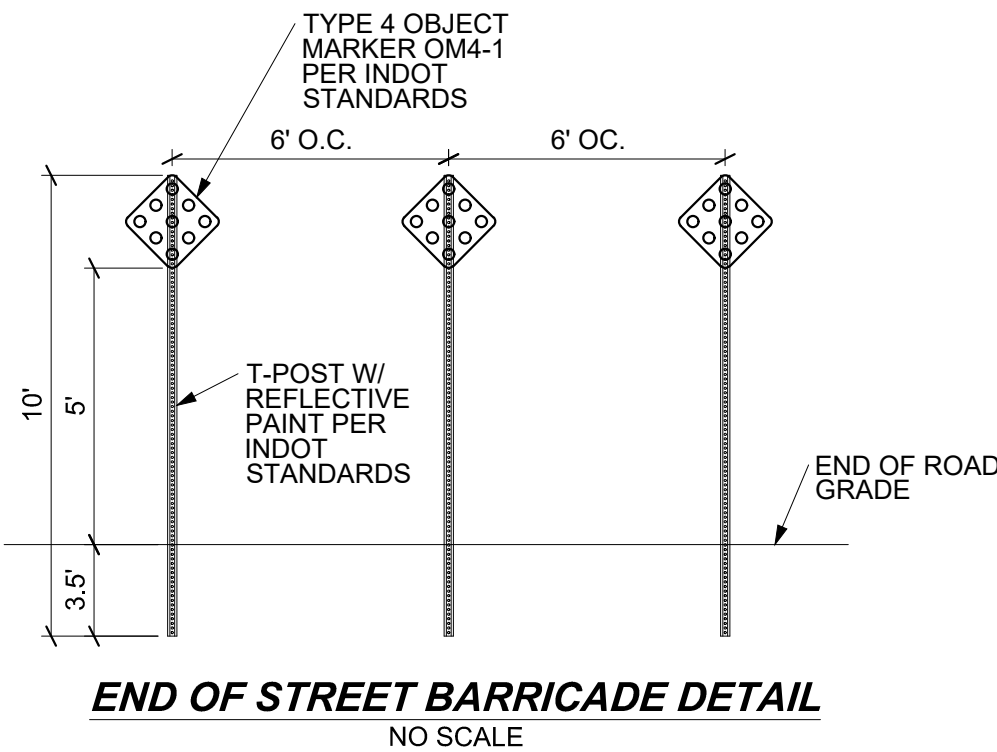 TYPE 4 OBJECT
MARKER OM4-1
PER INDOT
STANDARDS
6' O.C.
6' OC.
10'
5'
T-POST W/
REFLECTIVE
PAINT PER
INDOT
STANDARDS
END OF ROAD
GRADE
3.5'
END OF STREET BARRICADE DETAIL
NO SCALE